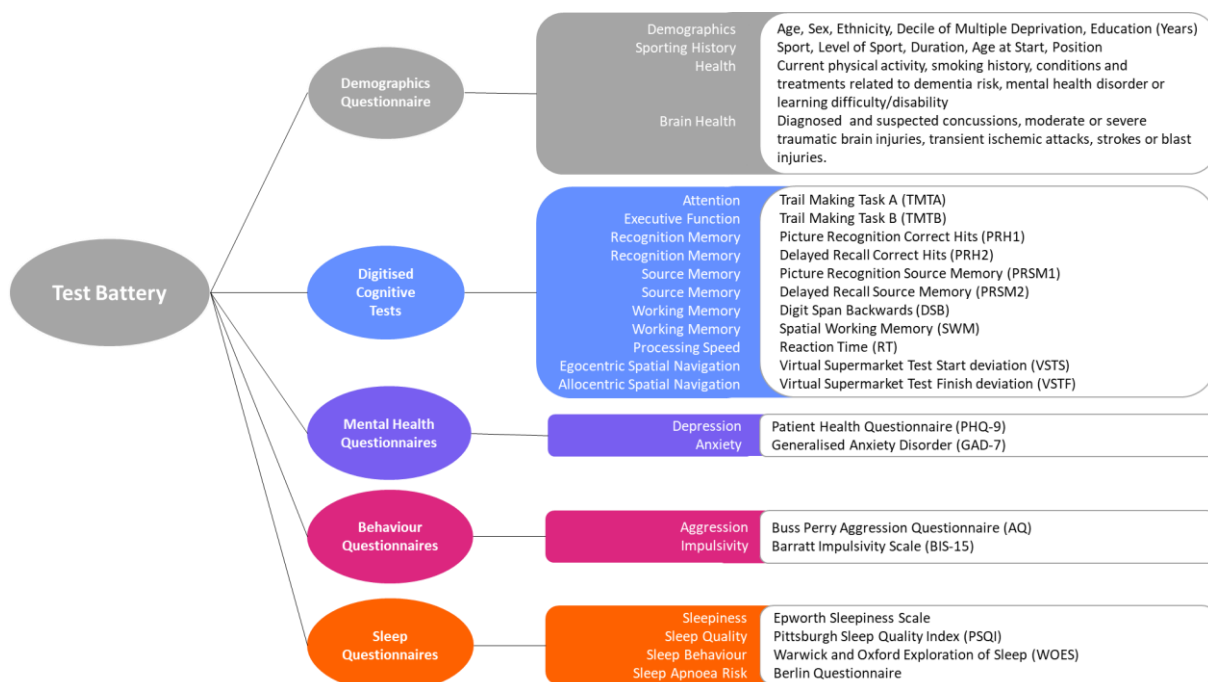 Test Battery
Demographics
Questionnaire
Demographics
Age, Sex, Ethnicity, Decile of Multiple Deprivation, Education (Years)
Sporting History
Sport, Level of Sport, Duration, Age at Start, Position
Health
Current physical activity, smoking history, conditions and
treatments related to dementia risk, mental health disorder or
learning difficulty/disability
Brain Health
Diagnosed and suspected concussions, moderate or severe
traumatic brain injuries, transient ischemic attacks, strokes or blast
injuries.
Digitised
Cognitive
Tests
Attention
Trail Making Task A (TMTA)
Executive Function
Trail Making Task B (TMTB)
Recognition Memory
Picture Recognition Correct Hits (PRH1)
Recognition Memory
Delayed Recall Correct Hits (PRH2)
Source Memory
Picture Recognition Source Memory (PRSM1)
Source Memory
Delayed Recall Source Memory (PRSM2)
Working Memory
Digit Span Backwards (DSB)
Working Memory
Spatial Working Memory (SWM)
Processing Speed
Reaction Time (RT)
Egocentric Spatial Navigation
Virtual Supermarket Test Start deviation (VSTS)
Allocentric Spatial Navigation
Virtual Supermarket Test Finish deviation (VSTF)
Mental Health
Questionnaires
Depression
Patient Health Questionnaire (PHQ-9)
Anxiety
Generalised Anxiety Disorder (GAD-7)
Behaviour
Questionnaires
Aggression
Buss Perry Aggression Questionnaire (AQ)
Impulsivity
Barratt Impulsivity Scale (BIS-15)
Sleep
Questionnaires
Sleepiness
Epworth Sleepiness Scale
Sleep Quality
Pittsburgh Sleep Quality Index (PSQI)
Sleep Behaviour
Warwick and Oxford Exploration of Sleep (WOES)
Sleep Apnoea Risk
Berlin Questionnaire